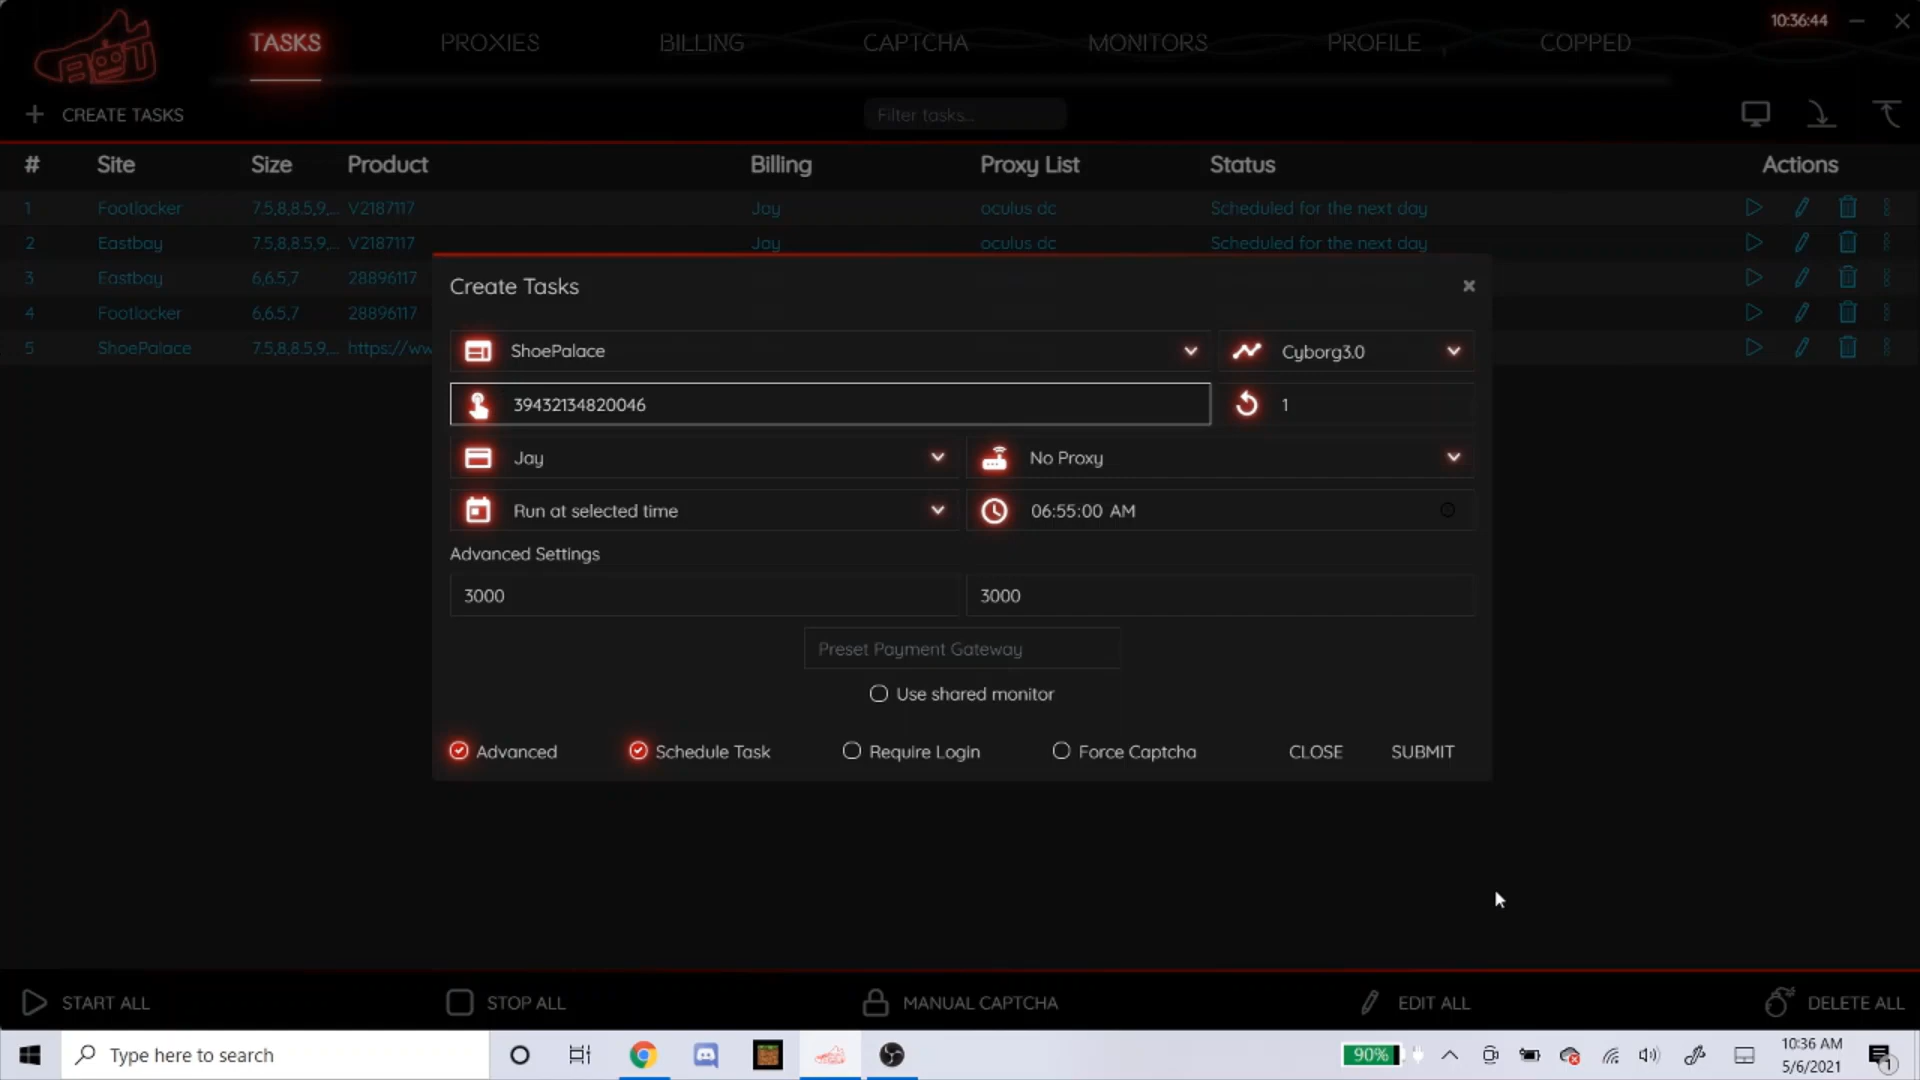 10:36:44
TASKS PROXIES BILLING CAPTCHA MONITORS PROFILE COPPED
BOT
CREATE TASKS Filter tasks...
# Site Size Product Billing Proxy List Status Actions
1 Footlocker 7.5,8,8.5,9,... V2187117 Jay oculus dc Scheduled for the next day
2 Eastbay 7.5,8,8.5,9,... V2187117 Jay oculus dc Scheduled for the next day
3 Eastbay 6,6.5,7 28896117
4 Footlocker 6,6.5,7 28896117
5 ShoePalace 7.5,8,8.5,9,... https://ww
Create Tasks
ShoePalace Cyborg3.0
39432134820046 1
Jay No Proxy
Run at selected time 06:55:00 AM
Advanced Settings
3000 3000
Preset Payment Gateway
Use shared monitor
Advanced Schedule Task Require Login Force Captcha CLOSE SUBMIT
START ALL STOP ALL MANUAL CAPTCHA EDIT ALL DELETE ALL
Type here to search 90% 10:36 AM
5/6/2021 1